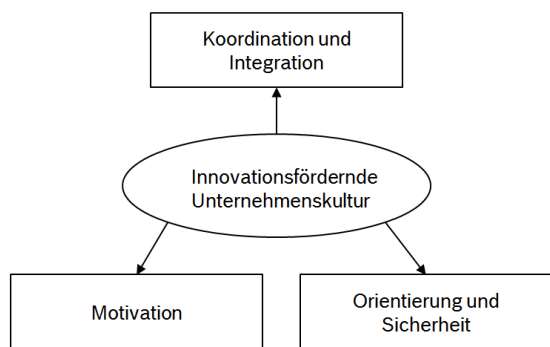 Koordination und
Integration
Innovationsfördernde
Unternehmenskultur
Motivation
Orientierung und
Sicherheit